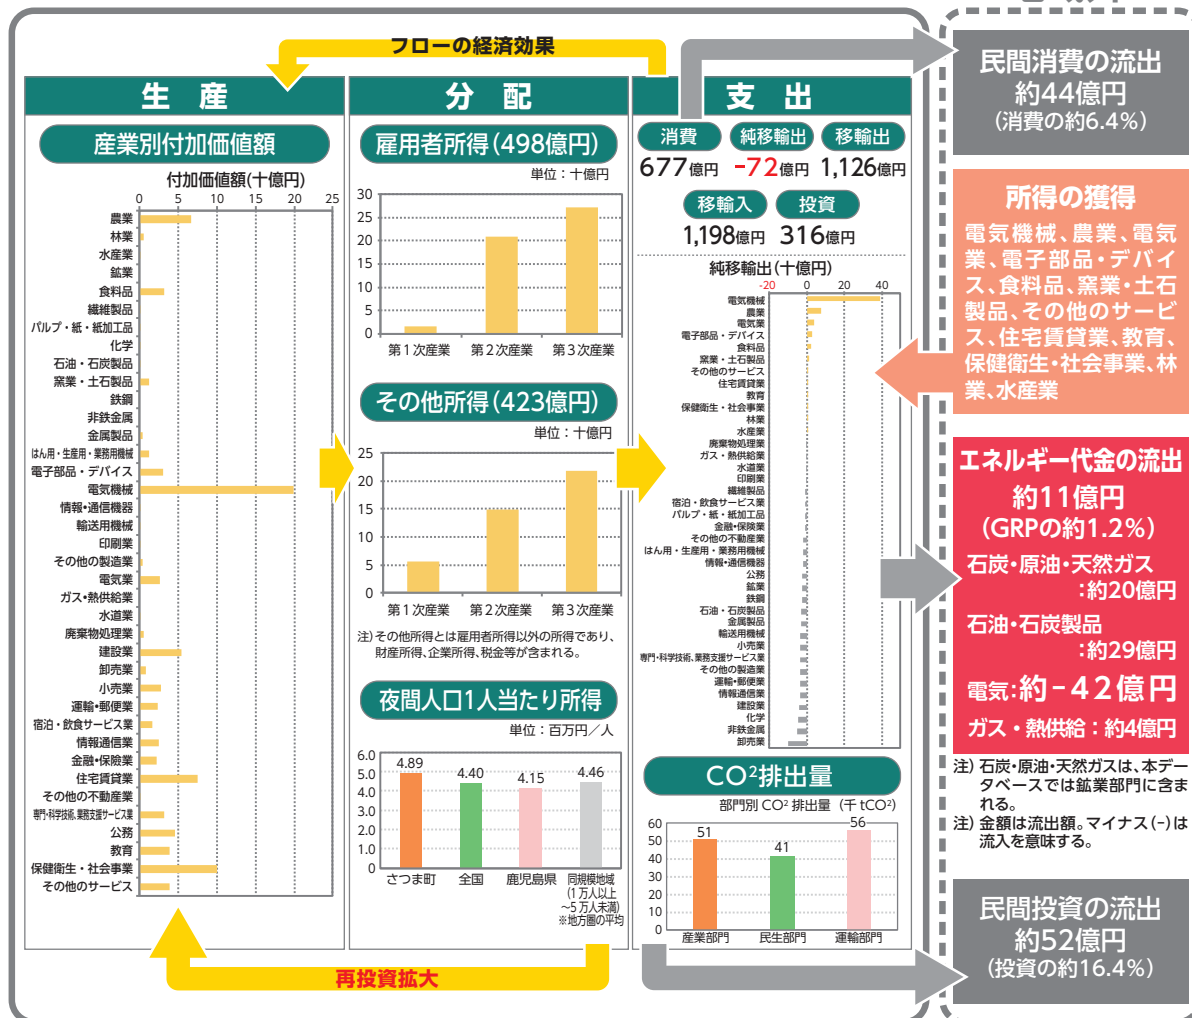 フローの経済効果
生産
産業別付加価値額
付加価値額(十億円)
0 5 10 15 20 25
農業
林業
水産業
鉱業
食料品
繊維製品
パルプ・紙・紙加工品
化学
石油・石炭製品
窯業・土石製品
鉄鋼
非鉄金属
金属製品
はん用・生産用・業務用機械
電子部品・デバイス
電気機械
情報・通信機器
輸送用機械
印刷業
その他の製造業
電気業
ガス・熱供給業
水道業
廃棄物処理業
建設業
卸売業
小売業
運輸・郵便業
宿泊・飲食サービス業
情報通信業
金融・保険業
住宅賃貸業
その他の不動産業
専門・科学技術、業務支援サービス業
公務
教育
保健衛生・社会事業
その他のサービス
分配
雇用者所得(498億円)
単位：十億円
30
25
20
15
10
5
0
第1次産業 第2次産業 第3次産業
その他所得(423億円)
単位：十億円
25
20
15
10
5
0
第1次産業 第2次産業 第3次産業
注)その他所得とは雇用者所得以外の所得であり、
財産所得、企業所得、税金等が含まれる。
夜間人口1人当たり所得
単位：百万円／人
6.0
5.0
4.0
3.0
2.0
1.0
0
4.89 4.40 4.15 4.46
さつま町 全国 鹿児島県 同規模地域
(1万人以上
～5万人未満)
※地方圏の平均
支出
消費 純移輸出 移輸出
677億円 -72億円 1,126億円
移輸入 投資
1,198億円 316億円
純移輸出(十億円)
-20 0 20 40
電気機械
農業
電気業
電子部品・デバイス
食料品
窯業・土石製品
その他のサービス
住宅賃貸業
教育
保健衛生・社会事業
林業
水産業
廃棄物処理業
ガス・熱供給業
水道業
印刷業
繊維製品
宿泊・飲食サービス業
パルプ・紙・紙加工品
金融・保険業
その他の不動産業
はん用・生産用・業務用機械
情報・通信機器
公務
鉱業
鉄鋼
石油・石炭製品
金属製品
輸送用機械
小売業
専門・科学技術、業務支援サービス業
その他の製造業
運輸・郵便業
情報通信業
建設業
化学
非鉄金属
卸売業
CO²排出量
部門別 CO² 排出量（千 tCO²）
60
50
40
30
20
10
0
51 41 56
産業部門 民生部門 運輸部門
再投資拡大
民間消費の流出
約44億円
(消費の約6.4％)
所得の獲得
電気機械、農業、電気
業、電子部品・デバイ
ス、食料品、窯業・土石
製品、その他のサービ
ス、住宅賃貸業、教育、
保健衛生・社会事業、林
業、水産業
エネルギー代金の流出
約11億円
(GRPの約1.2％)
石炭・原油・天然ガス
：約20億円
石油・石炭製品
：約29億円
電気：約－42億円
ガス・熱供給：約4億円
注) 石炭・原油・天然ガスは、本デ
ータベースでは鉱業部門に含ま
れる。
注) 金額は流出額。マイナス(-)は
流入を意味する。
民間投資の流出
約52億円
(投資の約16.4％)